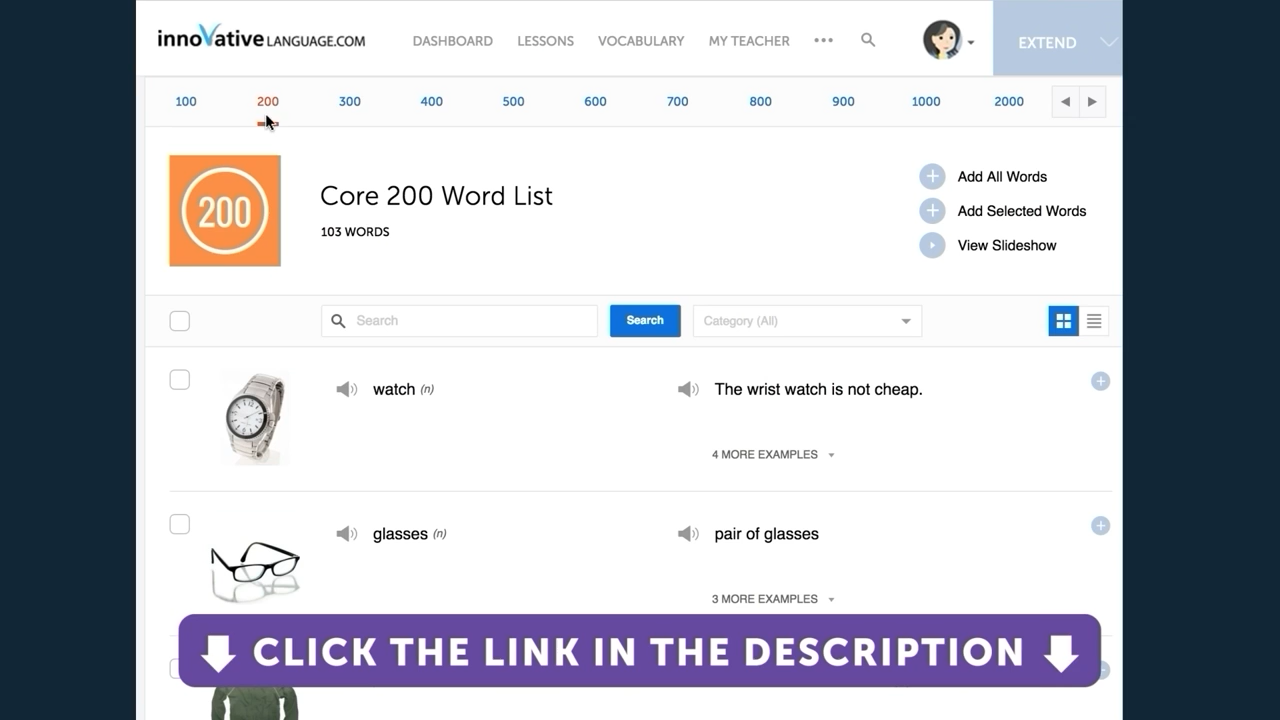 innoVative LANGUAGE.COM
DASHBOARD LESSONS VOCABULARY MY TEACHER ••• EXTEND
100 200 300 400 500 600 700 800 900 1000 2000
200
Core 200 Word List
103 WORDS
Add All Words
Add Selected Words
View Slideshow
Search Search Category (All)
watch (n) The wrist watch is not cheap.
4 MORE EXAMPLES
glasses (n) pair of glasses
3 MORE EXAMPLES
CLICK THE LINK IN THE DESCRIPTION